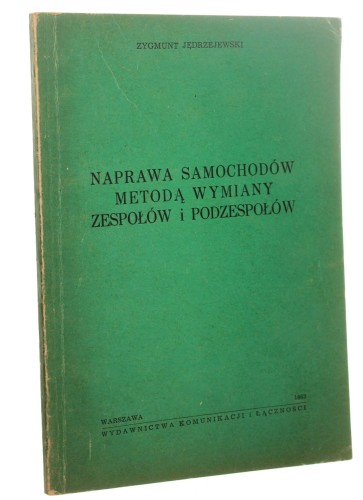 ZYGMUNT JĘDRZEJEWSKI
NAPRAWA SAMOCHODÓW
METODĄ WYMIANY
ZESPOŁÓW i PODZESPOŁÓW
WARSZAWA
WYDAWNICTWA KOMUNIKACJI I ŁĄCZNOŚCI